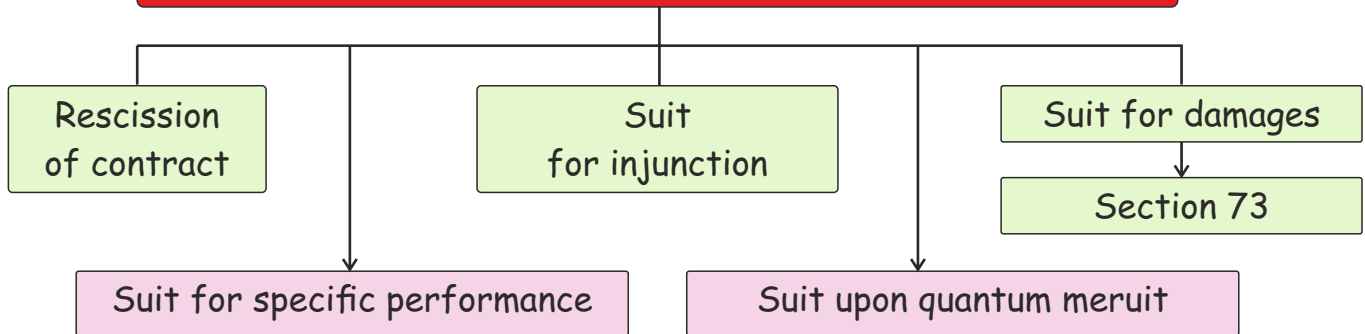 Rescission
of contract
Suit
for injunction
Suit for damages
Section 73
Suit for specific performance
Suit upon quantum meruit